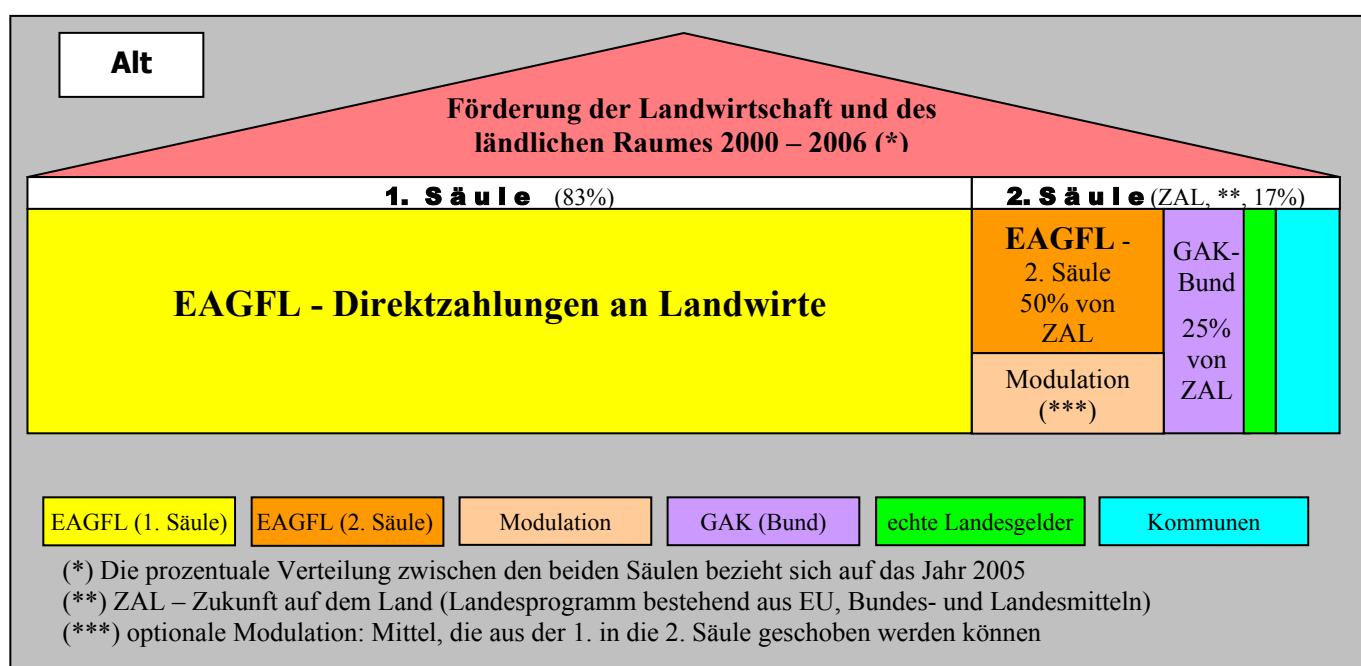 Alt
Förderung der Landwirtschaft und des
ländlichen Raumes 2000 – 2006 (*)
1. Säule (83%)
2. Säule (ZAL, **, 17%)
EAGFL - Direktzahlungen an Landwirte
EAGFL -
2. Säule
50% von
ZAL
Modulation
(***)
GAK-
Bund
25%
von
ZAL
EAGFL (1. Säule)
EAGFL (2. Säule)
Modulation
GAK (Bund)
echte Landesgelder
Kommunen
(*) Die prozentuale Verteilung zwischen den beiden Säulen bezieht sich auf das Jahr 2005
(**) ZAL – Zukunft auf dem Land (Landesprogramm bestehend aus EU, Bundes- und Landesmitteln)
(***) optionale Modulation: Mittel, die aus der 1. in die 2. Säule geschoben werden können